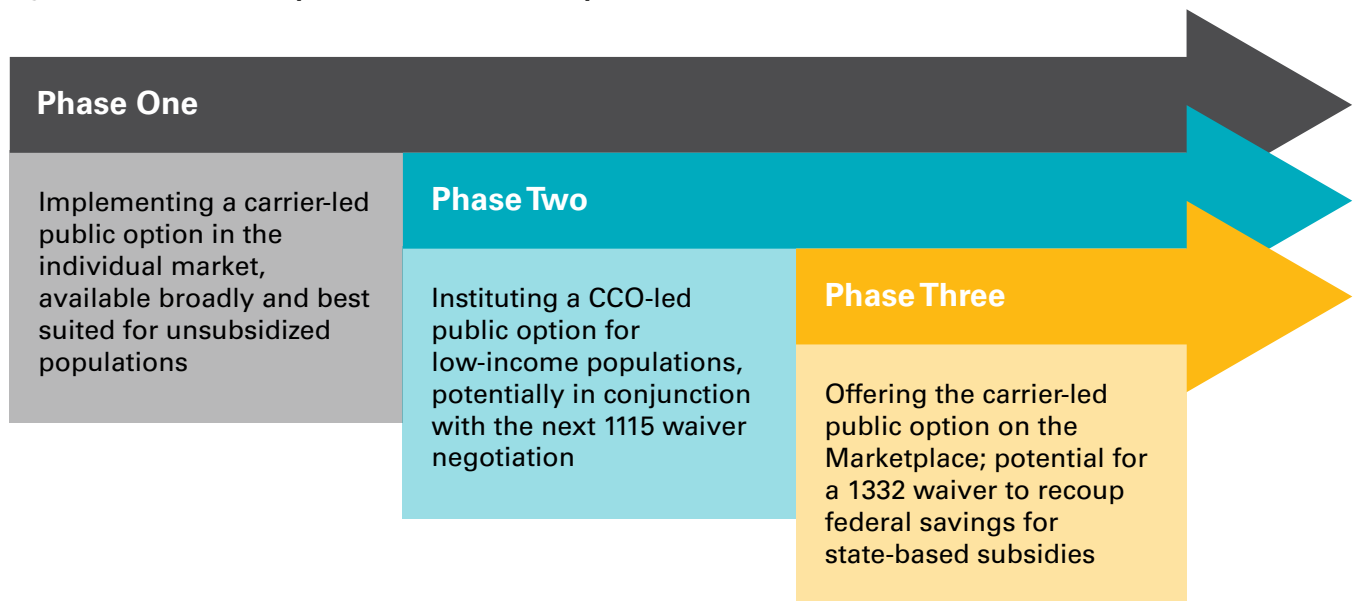 Phase One
Implementing a carrier-led
public option in the
individual market,
available broadly and best
suited for unsubsidized
populations
Phase Two
Instituting a CCO-led
public option for
low-income populations,
potentially in conjunction
with the next 1115 waiver
negotiation
Phase Three
Offering the carrier-led
public option on the
Marketplace; potential for
a 1332 waiver to recoup
federal savings for
state-based subsidies